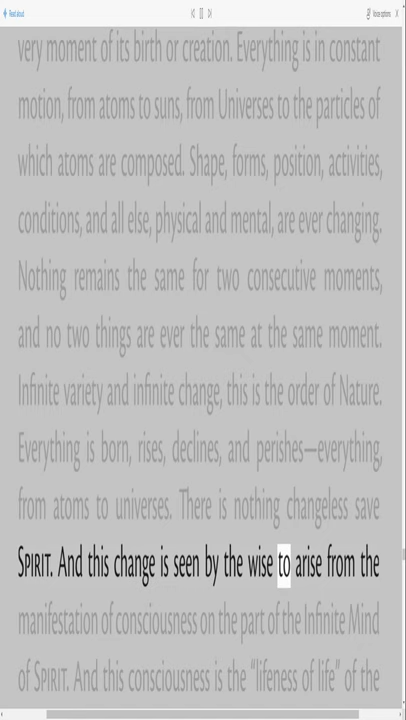 Read aloud
Voice options
very moment of its birth or creation. Everything is in constant
motion, from atoms to suns, from Universes to the particles of
which atoms are composed. Shape, forms, position, activities,
conditions, and all else, physical and mental, are ever changing.
Nothing remains the same for two consecutive moments,
and no two things are ever the same at the same moment.
Infinite variety and infinite change, this is the order of Nature.
Everything is born, rises, declines, and perishes—everything,
from atoms to universes. There is nothing changeless save
SPIRIT. And this change is seen by the wise to arise from the
manifestation of consciousness on the part of the Infinite Mind
of SPIRIT. And this consciousness is the “lifeness of life” of the